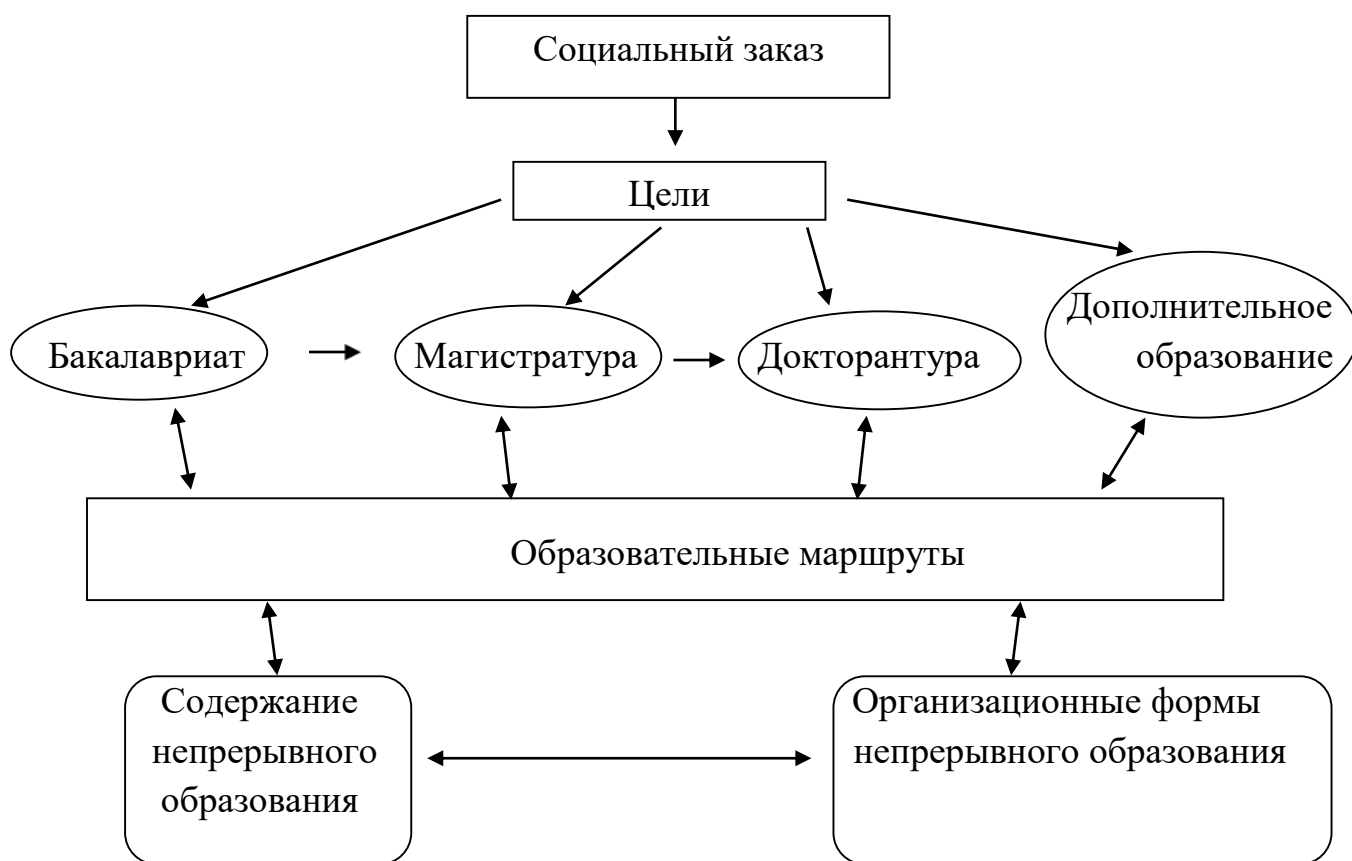 Социальный заказ
Цели
Бакалавриат
Магистратура
Докторантура
Дополнительное
образование
Образовательные маршруты
Содержание
непрерывного
образования
Организационные формы
непрерывного образования